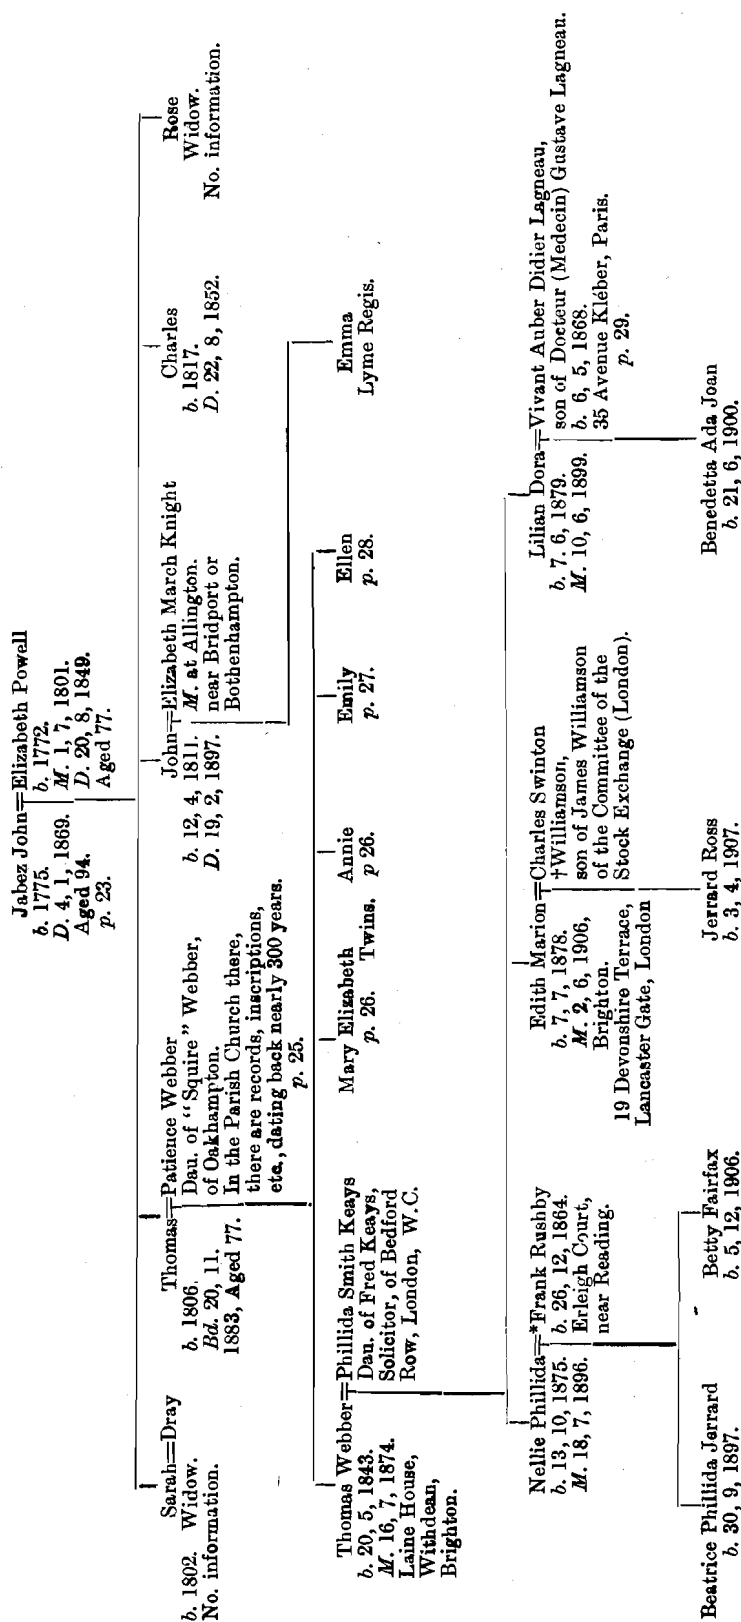 Jabez John=Elizabeth Powell
b. 1775.
D. 4, 1, 1869.
Aged 94.
p. 23.
b. 1772.
M. 1, 7, 1801.
D. 20, 8, 1849.
Aged 77.
Sarah=Dray
b. 1802. Widow.
No. information.
Thomas=Patience Webber
b. 1806.
Bd. 20, 11.
1883, Aged 77.
Dau. of "Squire" Webber,
of Oakhampton.
In the Parish Church there,
there are records, inscriptions,
etc., dating back nearly 300 years.
p. 25.
John=Elizabeth March Knight
b. 12, 4, 1811.
D. 19, 2, 1897.
M. at Allington.
near Bridport or
Bothenhampton.
Charles
b. 1817.
D. 22, 8, 1852.
Rose
Widow.
No. information.
Thomas Webber=Phillida Smith Keays
b. 20, 5, 1843.
M. 16, 7, 1874.
Laine House,
Withdean,
Brighton.
Dau. of Fred Keays,
Solicitor, of Bedford
Row, London, W.C.
Mary Elizabeth
p. 26. Twins.
Annie
p 26.
Emily
p. 27.
Ellen
p. 28.
Emma
Lyme Regis.
Nellie Phillida=*Frank Rushby
b. 13, 10, 1875.
M. 18, 7, 1896.
b. 26, 12, 1864.
Erleigh Court,
near Reading.
Edith Marion=Charles Swinton
b. 7, 7, 1878.
M. 2, 6, 1906,
Brighton.
19 Devonshire Terrace,
Lancaster Gate, London
†Williamson,
son of James Williamson
of the Committee of the
Stock Exchange (London).
Lilian Dora=Vivant Auber Didier Lagneau,
b. 7. 6, 1879.
M. 10, 6, 1899.
son of Docteur (Medecin) Gustave Lagneau.
b. 6, 5, 1868.
35 Avenue Kléber, Paris.
p. 29.
Beatrice Phillida Jerrard
b. 30, 9, 1897.
Betty Fairfax
b. 5, 12, 1906.
Jerrard Ross
b. 3, 4, 1907.
Benedetta Ada Joan
b. 21, 6, 1900.